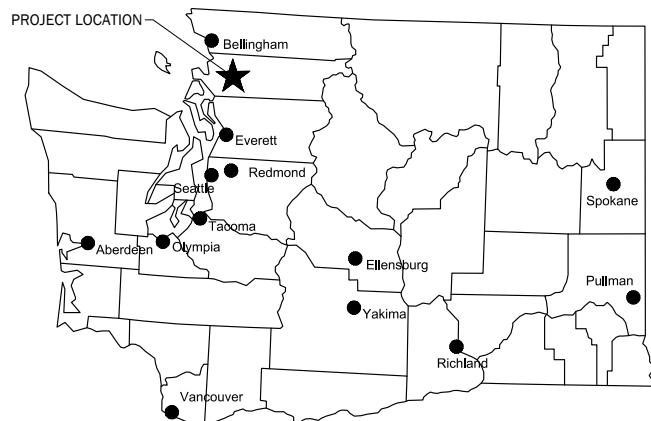 PROJECT LOCATION
Bellingham
Everett
Redmond
Seattle
Spokane
Tacoma
Aberdeen
Olympia
Ellensburg
Pullman
Yakima
Richland
Vancouver